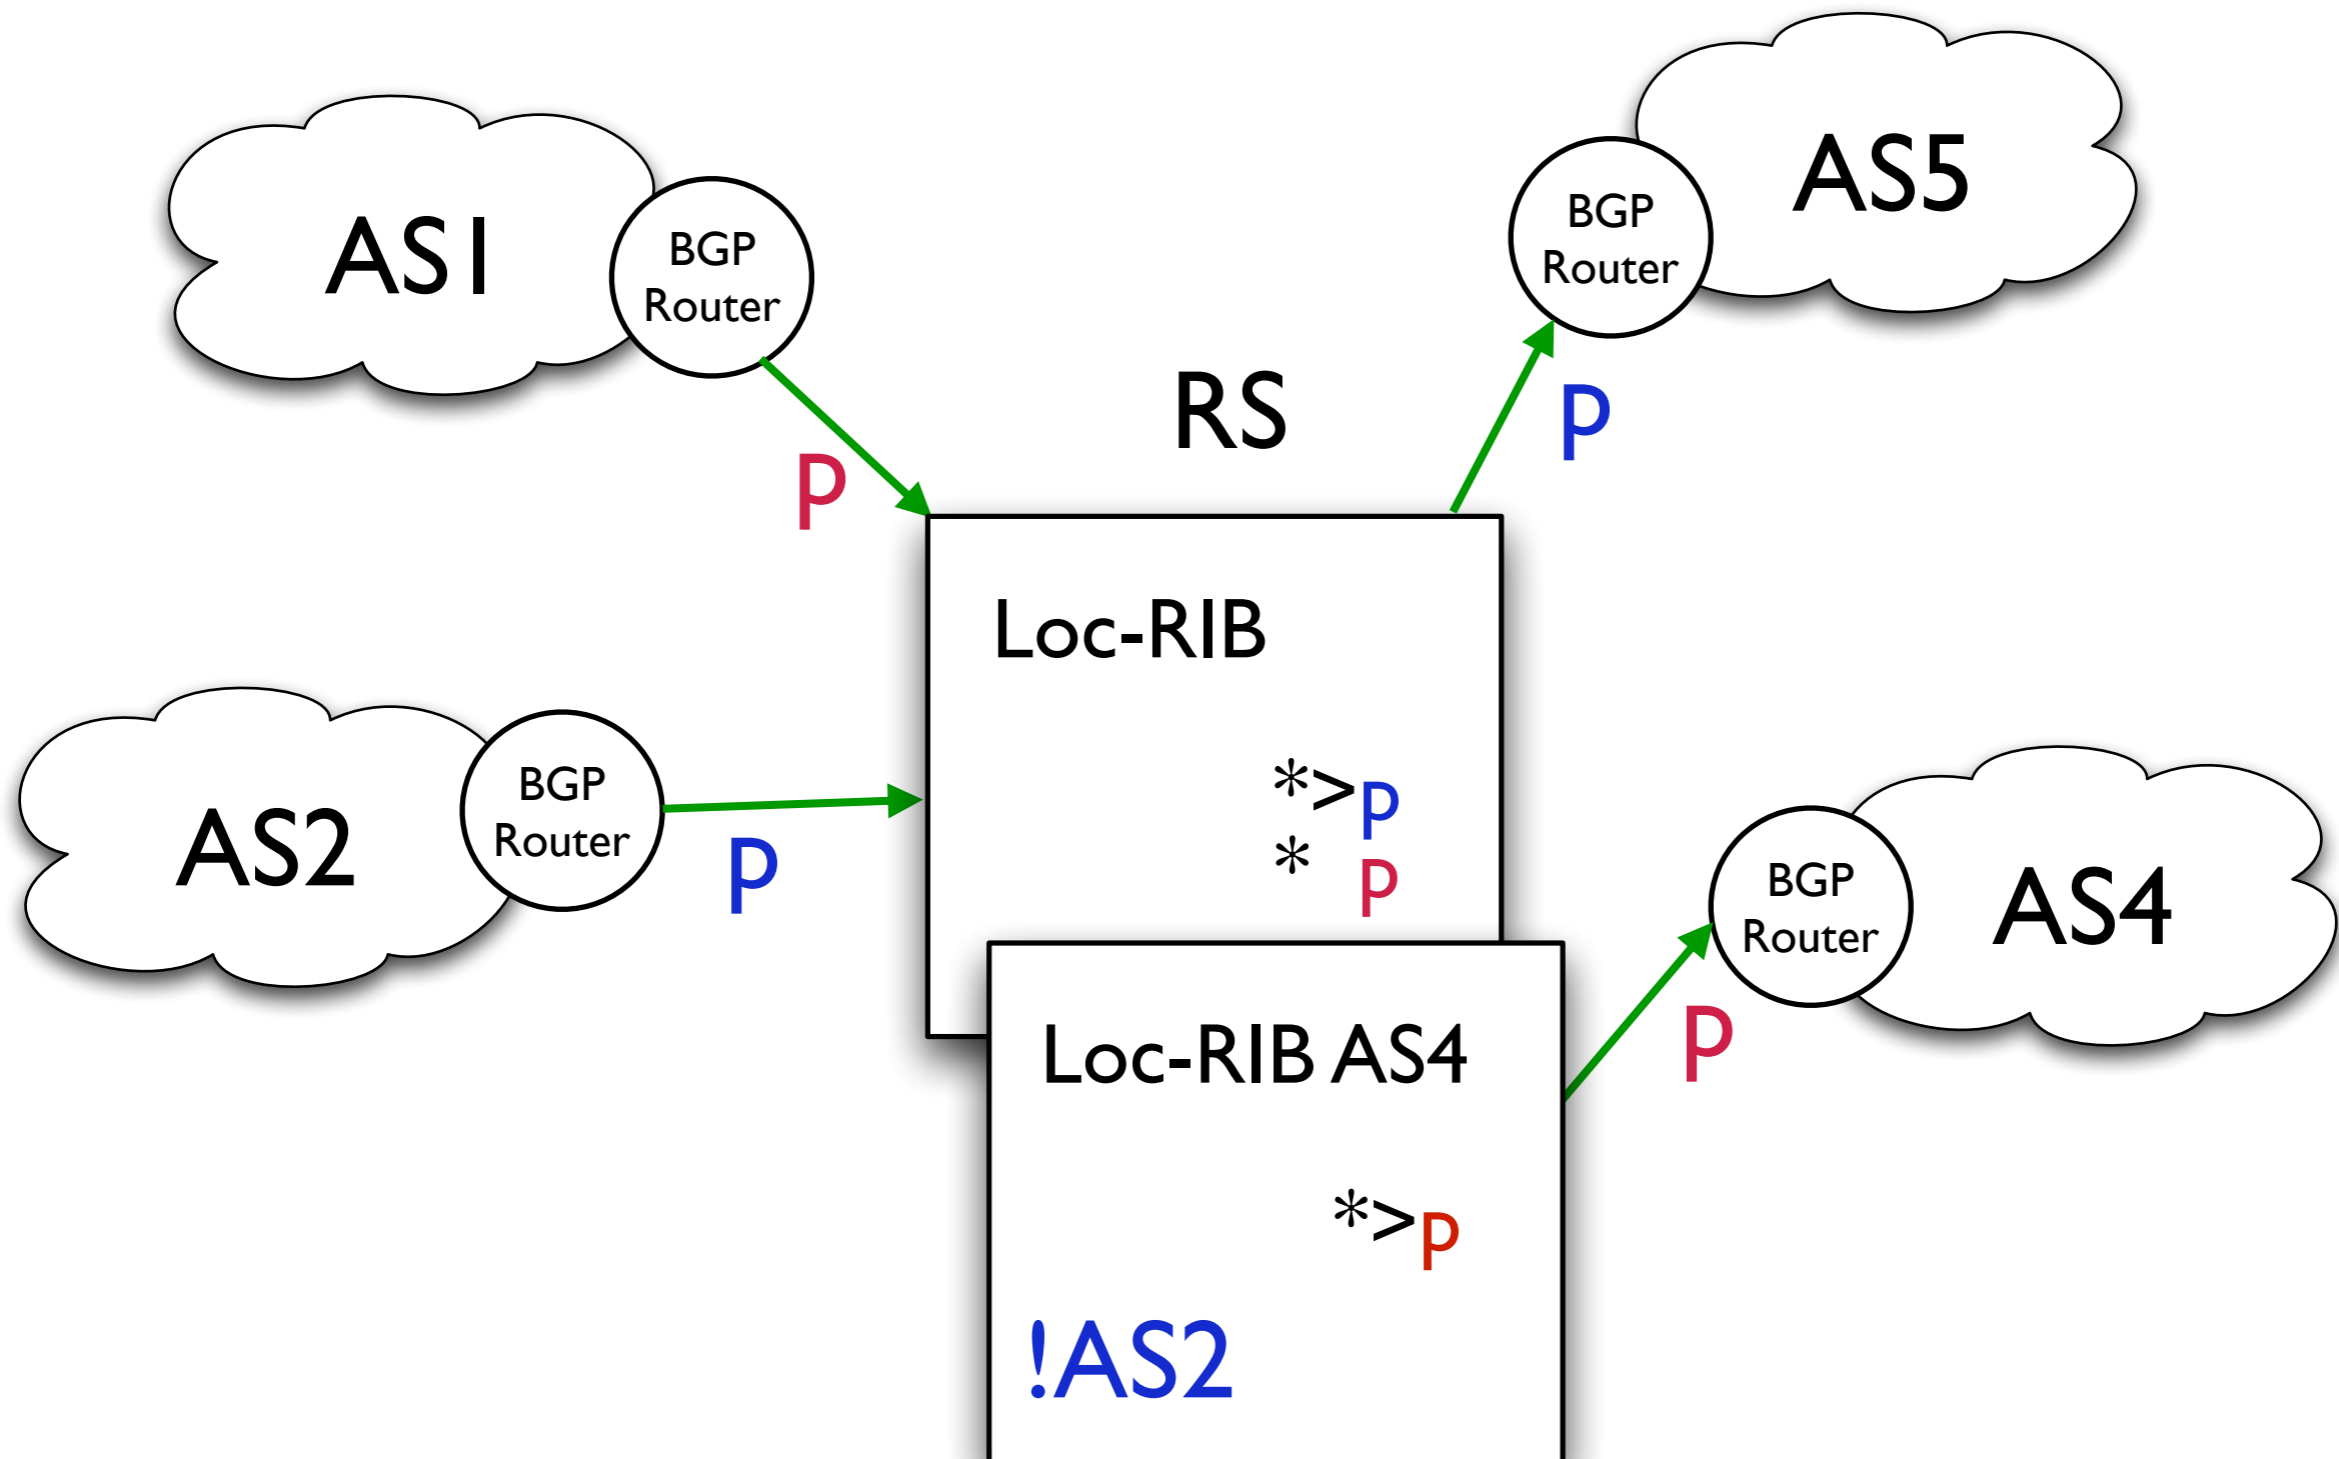 AS1
BGP
Router
p
AS2
BGP
Router
p
RS
Loc-RIB
*>p
* p
Loc-RIB AS4
*>p
!AS2
BGP
Router
AS5
p
BGP
Router
AS4
p